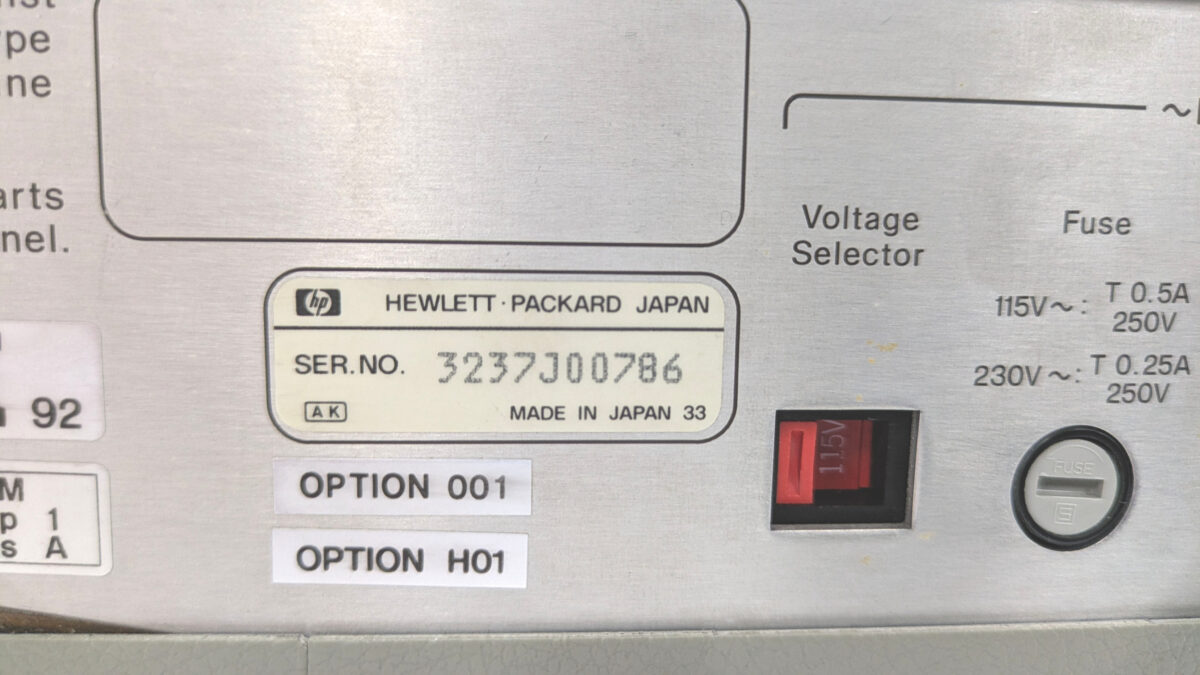 ype
ne
arts
nel.
92
M
p 1
s A
hp HEWLETT·PACKARD JAPAN
SER.NO. 3237J00786
AK MADE IN JAPAN 33
OPTION 001
OPTION H01
Voltage
Selector
115V
Fuse
115V~: T 0.5A
250V
230V~: T 0.25A
250V
FUSE